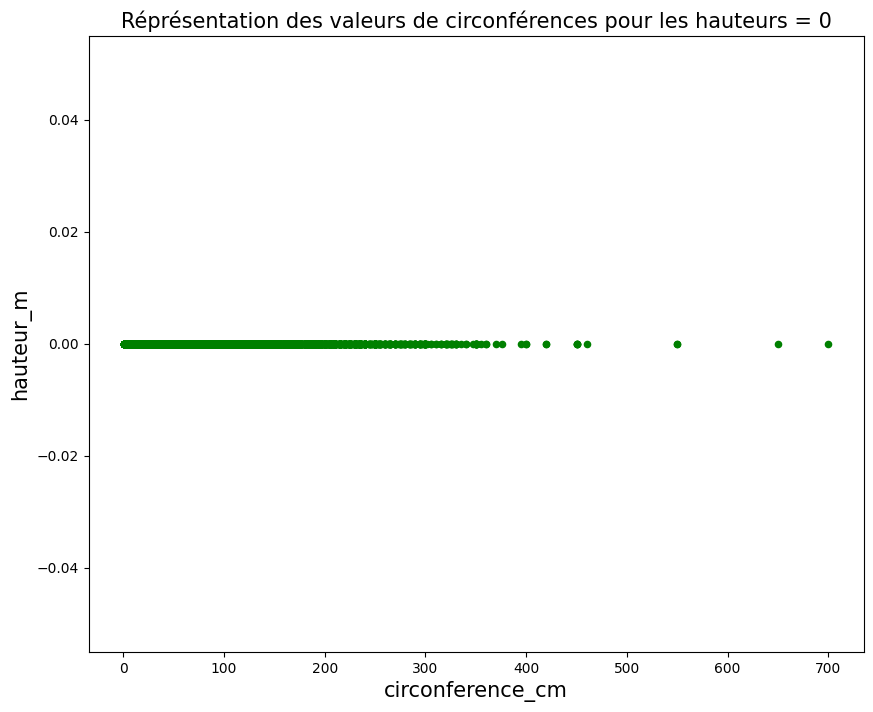 Réprésentation des valeurs de circonférences pour les hauteurs = 0
0.04
0.02
0.00
−0.02
−0.04
hauteur_m
0 100 200 300 400 500 600 700
circonference_cm